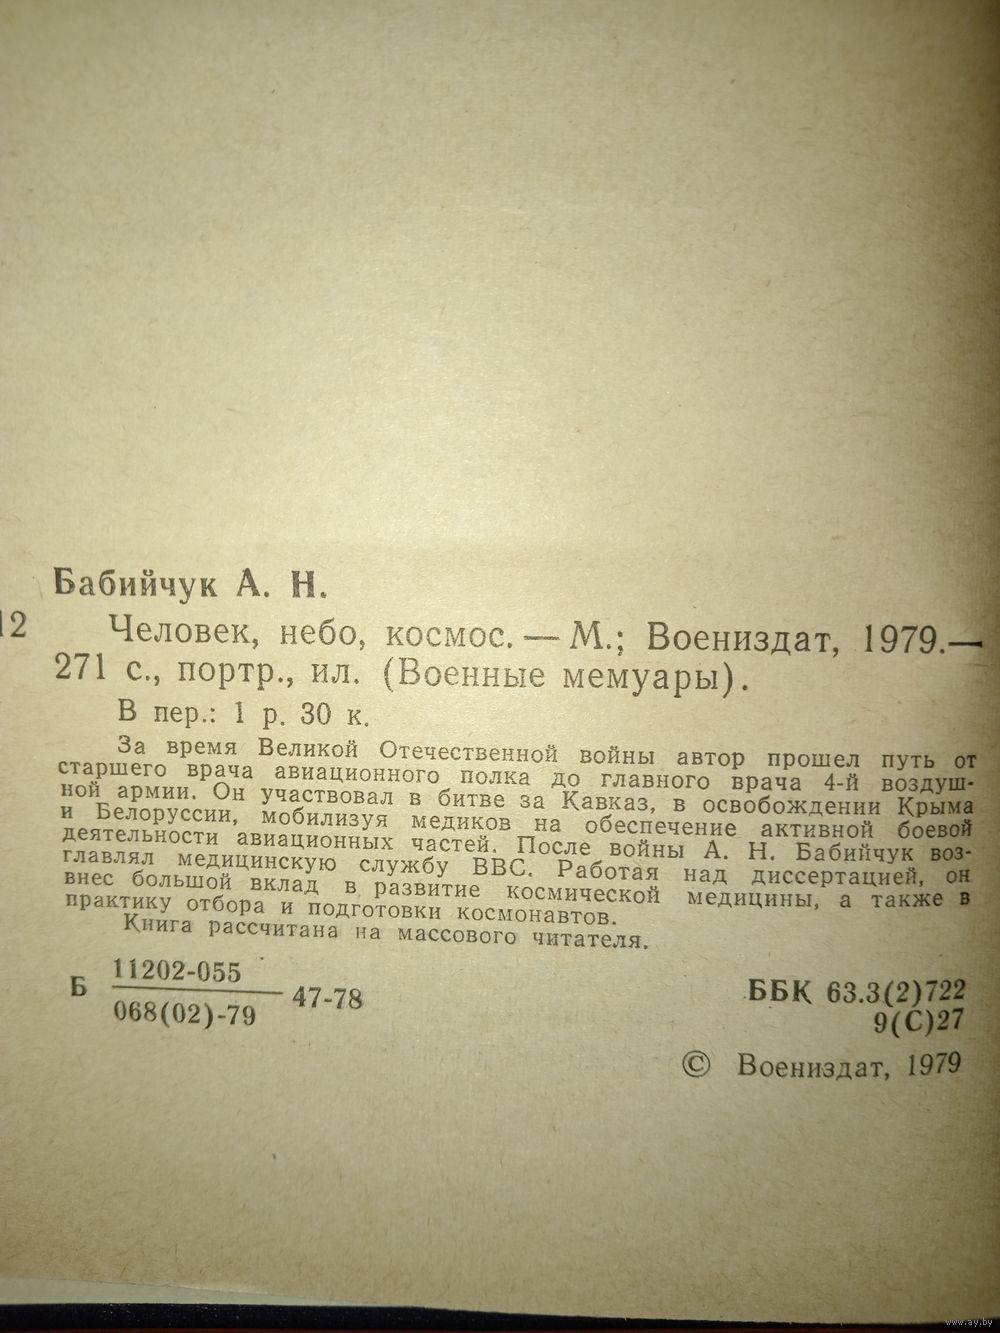 Бабийчук А. Н.
12
Человек, небо, космос. — М.; Воениздат, 1979.—
271 с., портр., ил. (Военные мемуары).
В пер.: 1 р. 30 к.
За время Великой Отечественной войны автор прошел путь от
старшего врача авиационного полка до главного врача 4-й воздуш-
ной армии. Он участвовал в битве за Кавказ, в освобождении Крыма
и Белоруссии, мобилизуя медиков на обеспечение активной боевой
деятельности авиационных частей. После войны А. Н. Бабийчук воз-
главлял медицинскую службу ВВС. Работая над диссертацией, он
внес большой вклад в развитие космической медицины, а также в
практику отбора и подготовки космонавтов.
Книга рассчитана на массового читателя.
Б 11202-055
068(02)-79 47-78
ББК 63.3(2)722
9(С)27
© Воениздат, 1979
www.ay.by